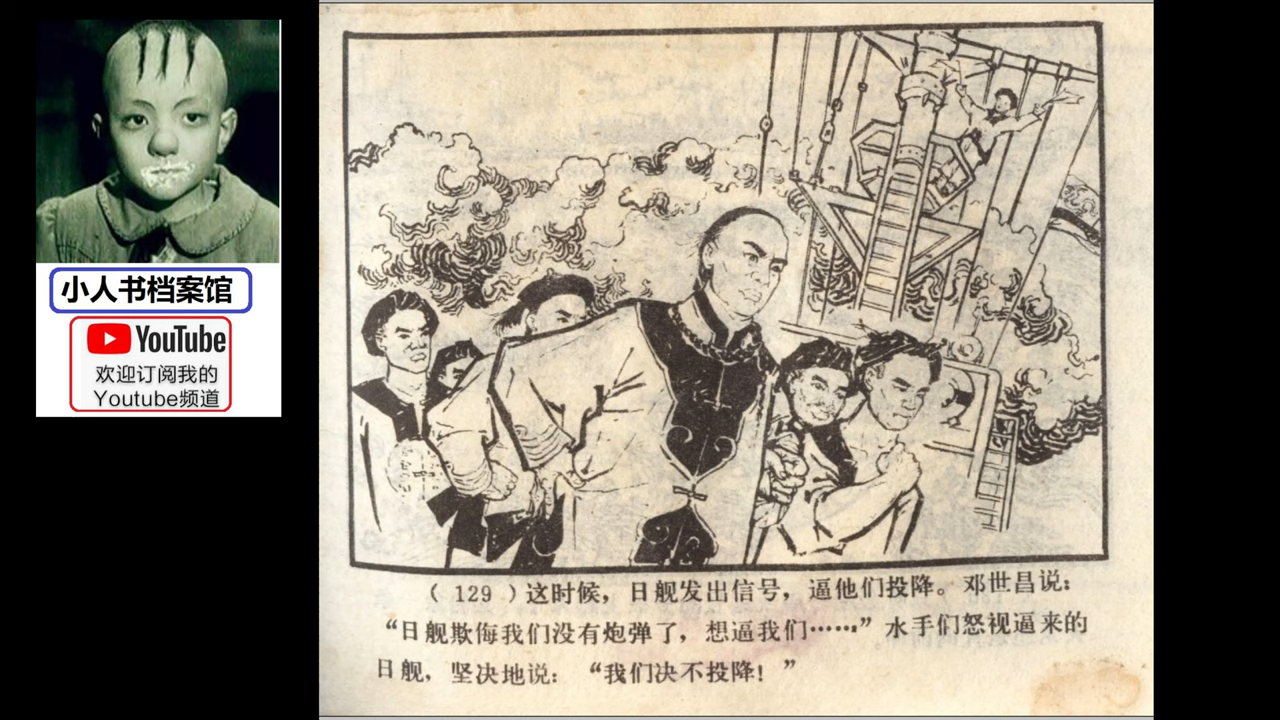 小人书档案馆
YouTube
欢迎订阅我的
Youtube频道
（129）这时候，日舰发出信号，逼他们投降。邓世昌说：
“日舰欺侮我们没有炮弹了，想逼我们……”水手们怒视逼来的
日舰，坚决地说：“我们决不投降！”